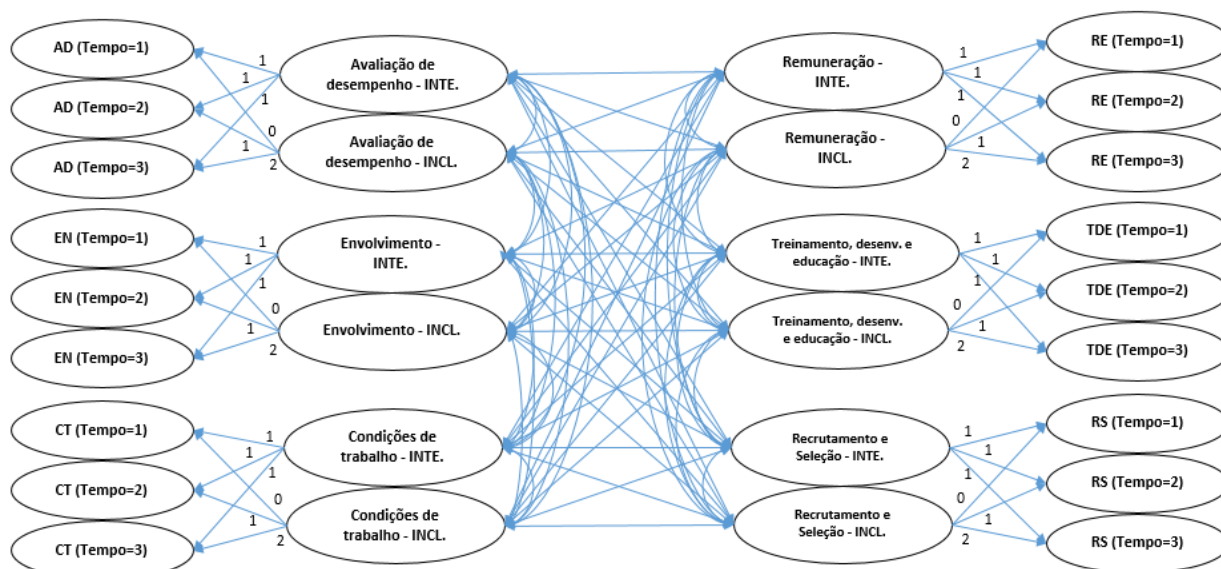 AD (Tempo=1)
AD (Tempo=2)
AD (Tempo=3)
1
1
1
0
1
2
Avaliação de
desempenho - INTE.
Avaliação de
desempenho - INCL.
EN (Tempo=1)
EN (Tempo=2)
EN (Tempo=3)
1
1
1
0
1
2
Envolvimento -
INTE.
Envolvimento - INCL.
CT (Tempo=1)
CT (Tempo=2)
CT (Tempo=3)
1
1
1
0
1
2
Condições de
trabalho - INTE.
Condições de
trabalho - INCL.
Remuneração -
INTE.
Remuneração -
INCL.
1
1
1
0
1
2
RE (Tempo=1)
RE (Tempo=2)
RE (Tempo=3)
Treinamento, desenv. e
educação - INTE.
Treinamento, desenv.
e educação - INCL.
1
1
1
0
1
2
TDE (Tempo=1)
TDE (Tempo=2)
TDE (Tempo=3)
Recrutamento e
Seleção - INTE.
Recrutamento e
Seleção - INCL.
1
1
1
0
1
2
RS (Tempo=1)
RS (Tempo=2)
RS (Tempo=3)